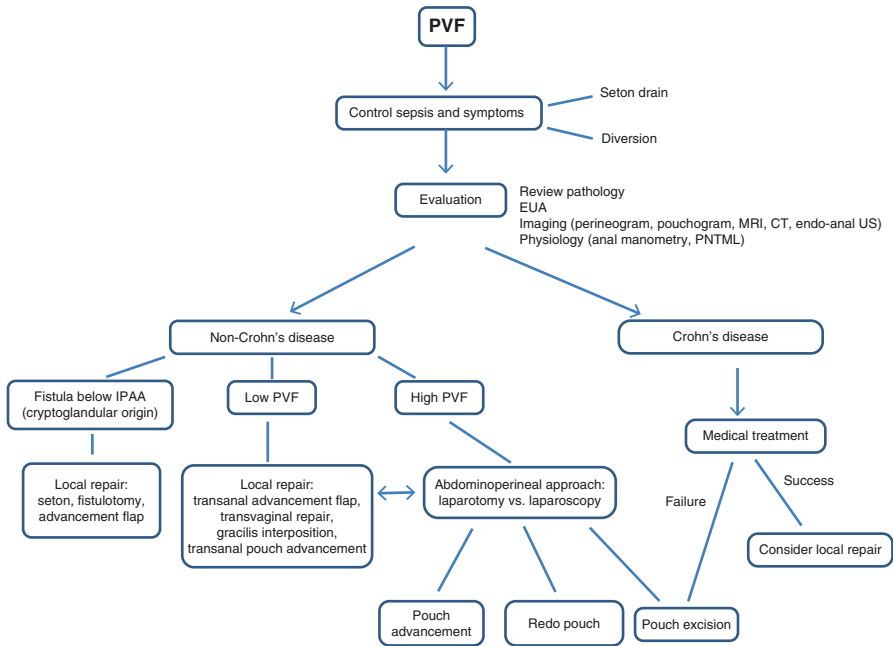 PVF
Control sepsis and symptoms
Seton drain
Diversion
Evaluation
Review pathology
EUA
Imaging (perineogram, pouchogram, MRI, CT, endo-anal US)
Physiology (anal manometry, PNTML)
Non-Crohn's disease
Crohn's disease
Fistula below IPAA
(cryptoglandular origin)
Low PVF
High PVF
Medical treatment
Local repair:
seton, fistulotomy,
advancement flap
Local repair:
transanal advancement flap,
transvaginal repair,
gracilis interposition,
transanal pouch advancement
Abdominoperineal approach:
laparotomy vs. laparoscopy
Failure
Success
Consider local repair
Pouch
advancement
Redo pouch
Pouch excision